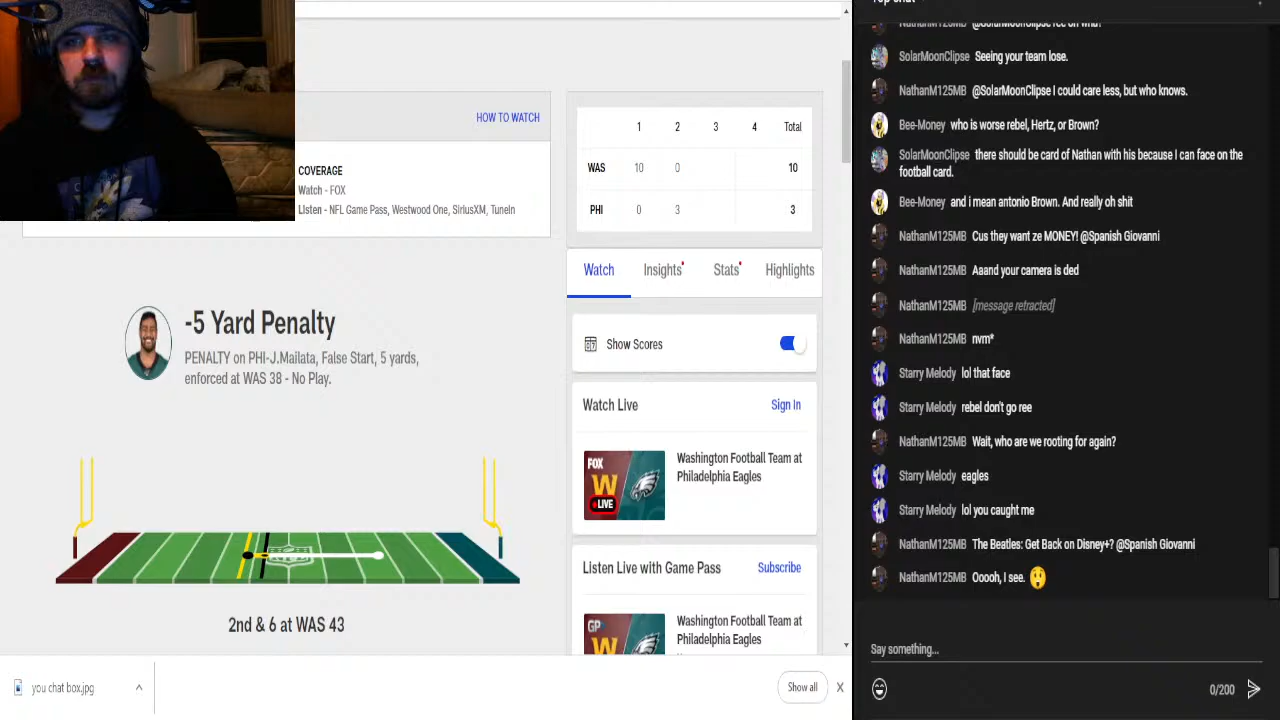 HOW TO WATCH
COVERAGE
Watch - FOX
Listen - NFL Game Pass, Westwood One, SiriusXM, TuneIn
1 2 3 4 Total
WAS 10 0 10
PHI 0 3 3
Watch Insights Stats Highlights
Show Scores
-5 Yard Penalty
PENALTY on PHI-J.Mailata, False Start, 5 yards,
enforced at WAS 38 - No Play.
2nd & 6 at WAS 43
Watch Live Sign In
FOX
W
LIVE
Washington Football Team at
Philadelphia Eagles
Listen Live with Game Pass Subscribe
GP+
Washington Football Team at
Philadelphia Eagles
you chat box.jpg
Show all X
SolarMoonClipse Seeing your team lose.
NathanM125MB @SolarMoonClipse I could care less, but who knows.
Bee-Money who is worse rebel, Hertz, or Brown?
SolarMoonClipse there should be card of Nathan with his because I can face on the
football card.
Bee-Money and i mean antonio Brown. And really oh shit
NathanM125MB Cus they want ze MONEY! @Spanish Giovanni
NathanM125MB Aaand your camera is ded
NathanM125MB [message retracted]
NathanM125MB nvm*
Starry Melody lol that face
Starry Melody rebel don't go ree
NathanM125MB Wait, who are we rooting for again?
Starry Melody eagles
Starry Melody lol you caught me
NathanM125MB The Beatles: Get Back on Disney+? @Spanish Giovanni
NathanM125MB Ooooh, I see.
Say something...
0/200